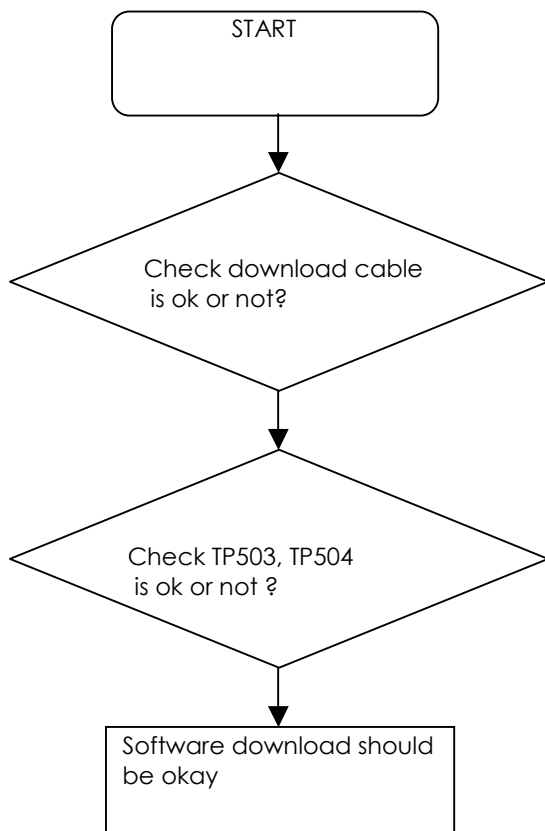 START
Check download cable
is ok or not?
Check TP503, TP504
is ok or not ?
Software download should
be okay